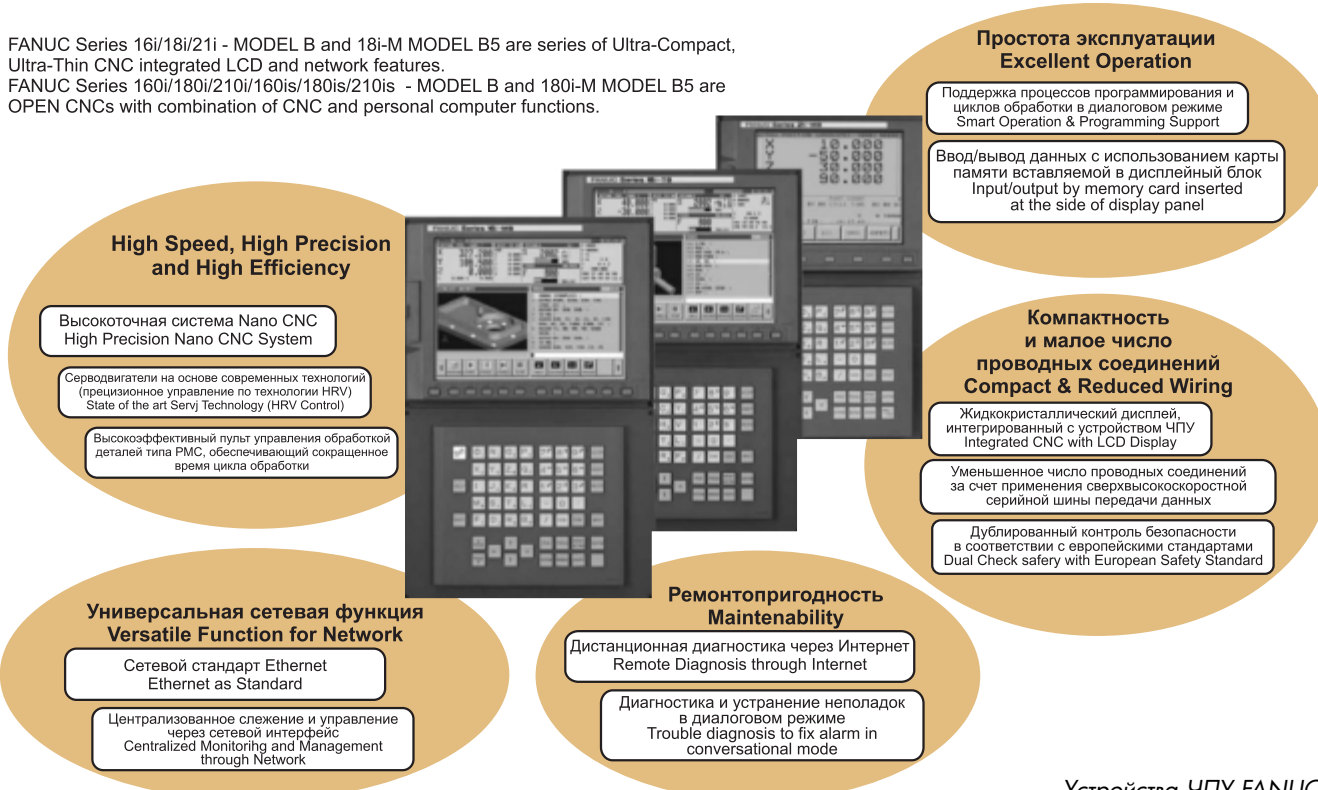 FANUC Series 16i/18i/21i - MODEL B and 18i-M MODEL B5 are series of Ultra-Compact,
Ultra-Thin CNC integrated LCD and network features.
FANUC Series 160i/180i/210i/160is/180is/210is - MODEL B and 180i-M MODEL B5 are
OPEN CNCs with combination of CNC and personal computer functions.
Простота эксплуатации
Excellent Operation
Поддержка процессов программирования и
циклов обработки в диалоговом режиме
Smart Operation & Programming Support
Ввод/вывод данных с использованием карты
памяти вставляемой в дисплейный блок
Input/output by memory card inserted
at the side of display panel
High Speed, High Precision
and High Efficiency
Высокоточная система Nano CNC
High Precision Nano CNC System
Серводвигатели на основе современных технологий
(прецизионное управление по технологии HRV)
State of the art Servj Technology (HRV Control)
Высокоэффективный пульт управления обработкой
деталей типа PMC, обеспечивающий сокращенное
время цикла обработки
Компактность
и малое число
проводных соединений
Compact & Reduced Wiring
Жидкокристаллический дисплей,
интегрированный с устройством ЧПУ
Integrated CNC with LCD Display
Уменьшенное число проводных соединений
за счет применения сверхвысокоскоростной
серийной шины передачи данных
Дублированный контроль безопасности
в соответствии с европейскими стандартами
Dual Check safery with European Safety Standard
Универсальная сетевая функция
Versatile Function for Network
Сетевой стандарт Ethernet
Ethernet as Standard
Централизованное слежение и управление
через сетевой интерфейс
Centralized Monitorihg and Management
through Network
Ремонтопригодность
Maintenability
Дистанционная диагностика через Интернет
Remote Diagnosis through Internet
Диагностика и устранение неполадок
в диалоговом режиме
Trouble diagnosis to fix alarm in
conversational mode
Устройства ЧПУ FANUC